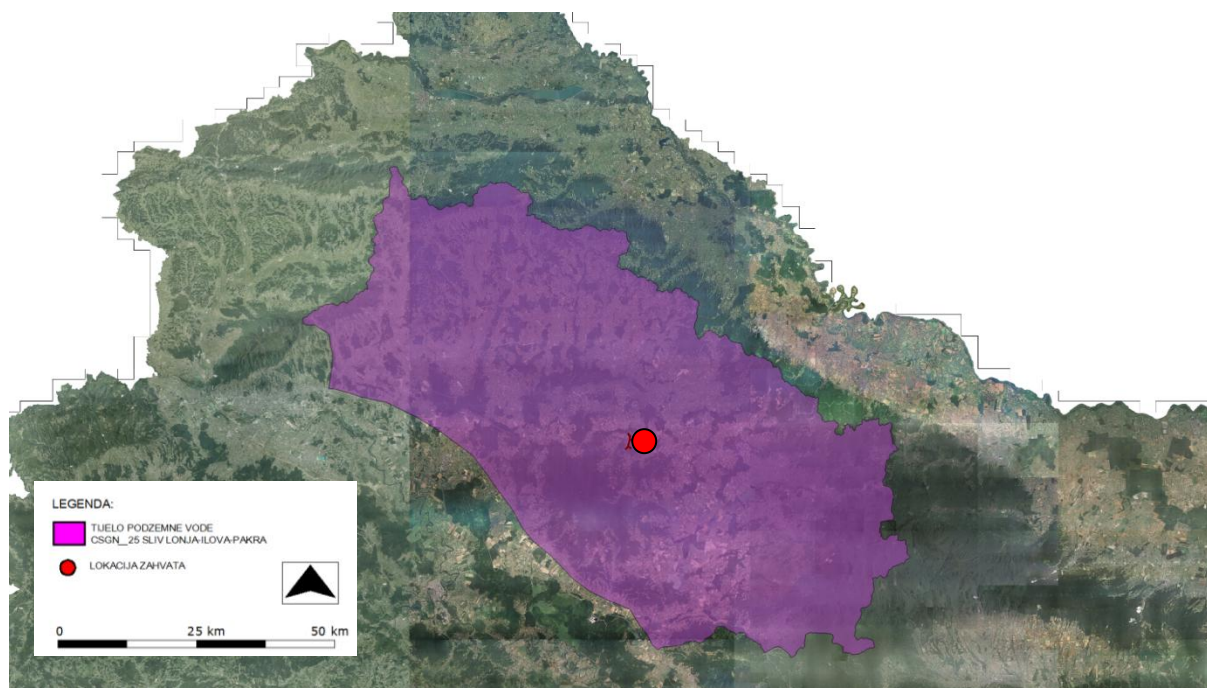 LEGENDA:
TIJELO PODZEMNE VODE
CSGN_25 SLIV LONJA-ILOVA-PAKRA
LOKACIJA ZAHVATA
0 25 km 50 km